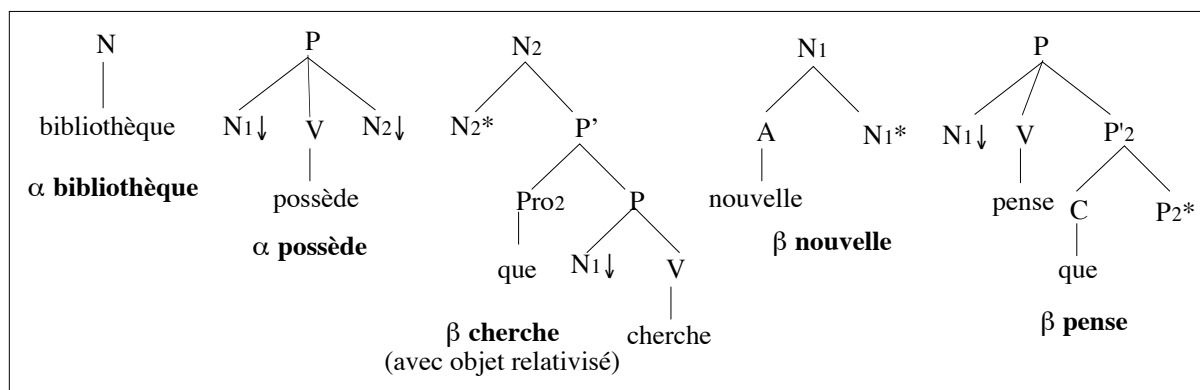 N
bibliothèque
α bibliothèque
P
N1↓ V N2↓
possède
α possède
N2
N2* P’
Pro2 P
que N1↓ V
cherche
β cherche
(avec objet relativisé)
N1
A N1*
nouvelle
β nouvelle
P
N1↓ V P'2
pense C P2*
que
β pense